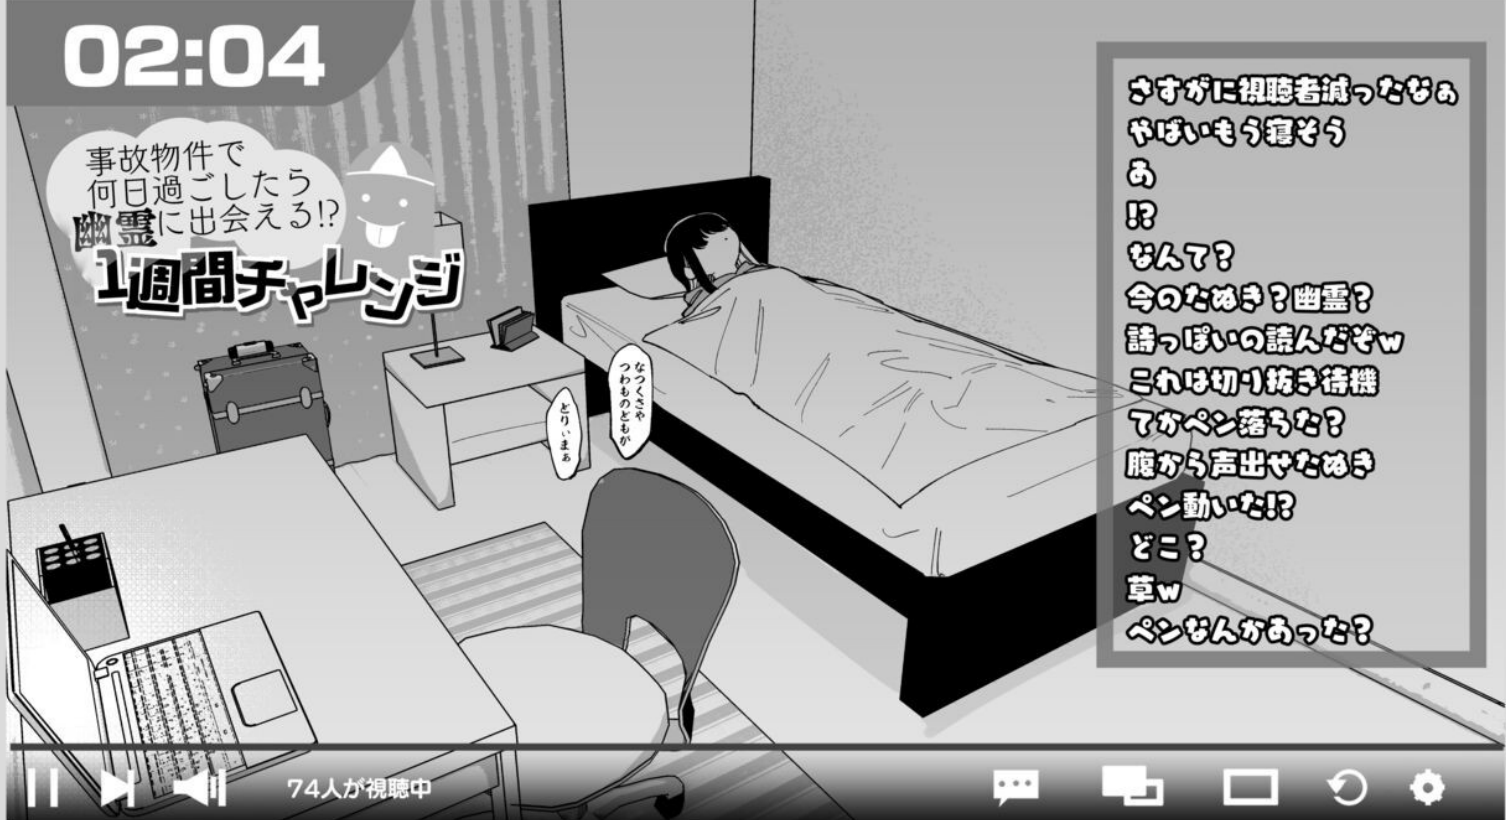 02:04
事故物件で
何日過ごしたら
幽霊に出会える!?
1週間チャレンジ
なつくさや
つわものどもが
どりぃまぁ
さすがに視聴者減ったなぁ
やばいもう寝そう
あ
!?
なんて?
今のたぬき?幽霊?
詩っぽいの読んだぞw
これは切り抜き待機
てかペン落ちた?
腹から声出せたぬき
ペン動いた!?
どこ?
草w
ペンなんかあった?
74人が視聴中